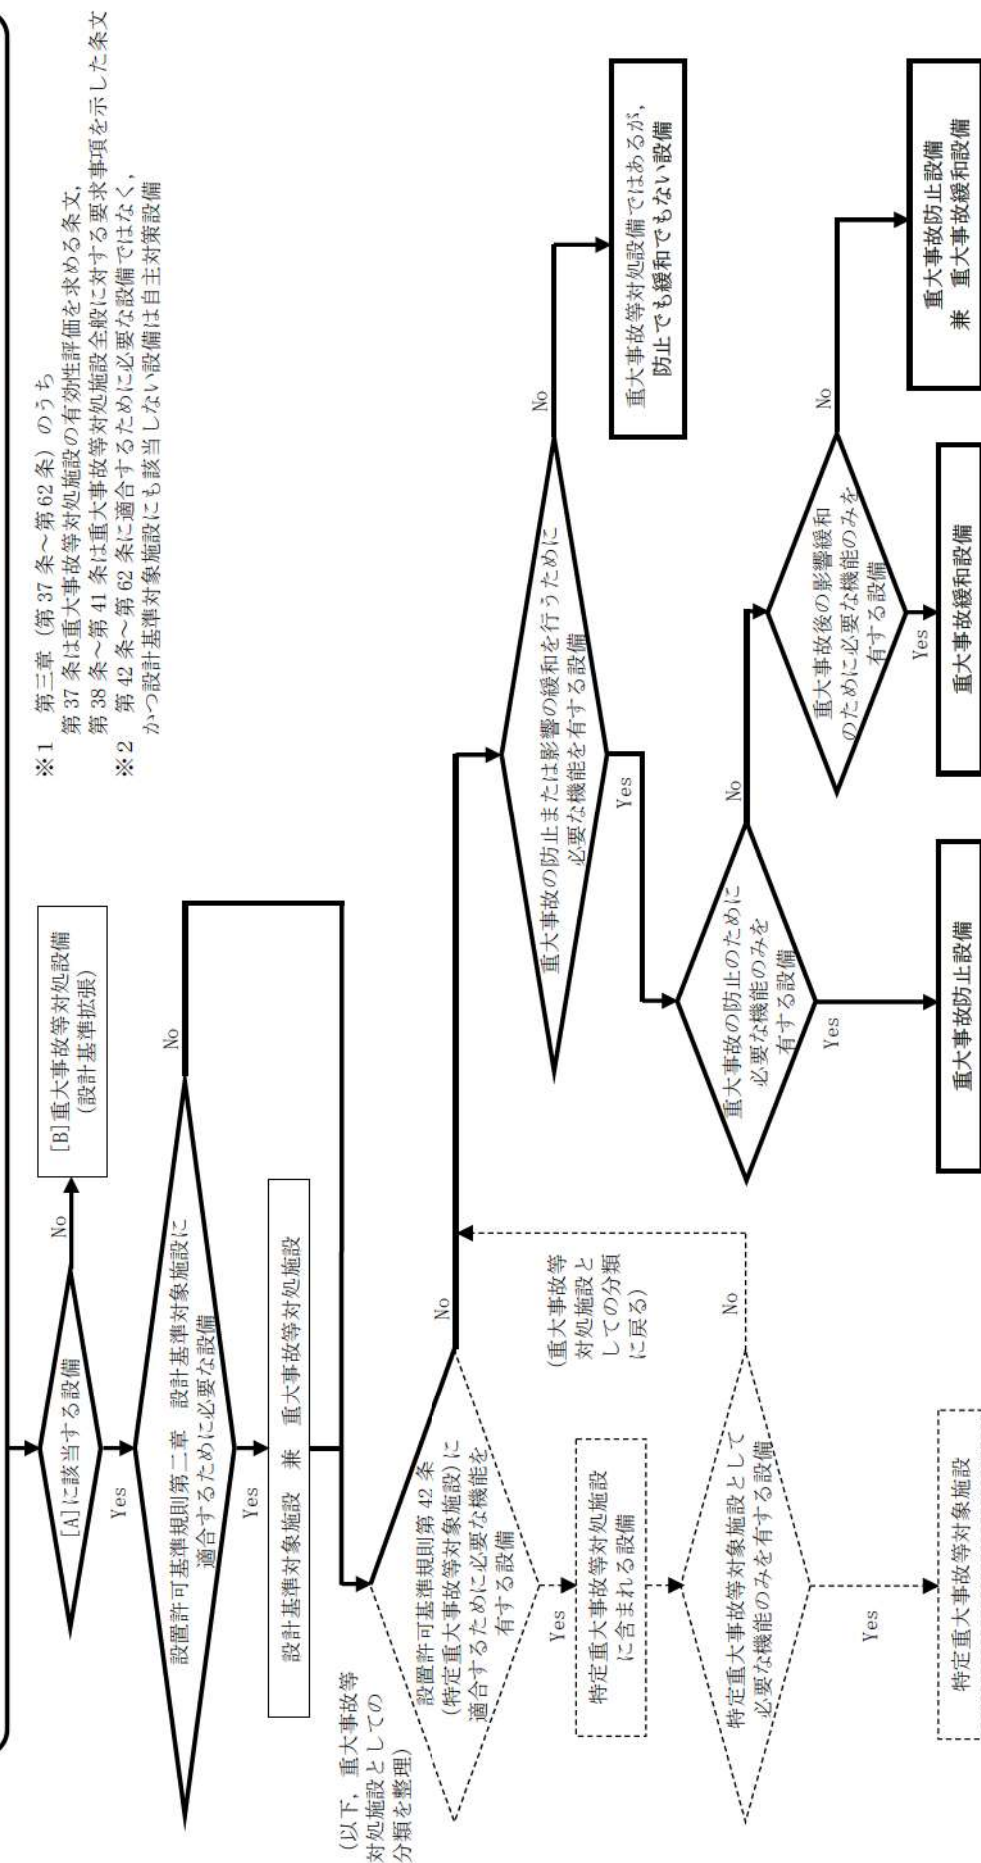 ※1　第三章（第37条～第62条）のうち
第37条は重大事故等対処施設の有効性評価を求める条文，
第38条～第41条は重大事故等対処施設全般に対する要求事項を示した条文
※2　第42条～第62条に適合するために必要な設備ではなく，
かつ設計基準対象施設にも該当しない設備は自主対策設備
[A]に該当する設備
No
[B]重大事故等対処設備
(設計基準拡張)
Yes
設置許可基準規則第二章　設計基準対象施設に
適合するために必要な設備
No
Yes
設計基準対象施設　兼　重大事故等対処施設
(以下，重大事故等
対処施設としての
分類を整理)
設置許可基準規則第42条
(特定重大事故等対象施設)に
適合するために必要な機能を
有する設備
No
Yes
特定重大事故等対処施設
に含まれる設備
(重大事故等
対処施設と
しての分類
に戻る)
特定重大事故等対象施設として
必要な機能のみを有する設備
No
Yes
特定重大事故等対象施設
重大事故の防止または影響の緩和を行うために
必要な機能を有する設備
No
重大事故等対処設備ではあるが，
防止でも緩和でもない設備
Yes
重大事故の防止のために
必要な機能のみを
有する設備
No
Yes
重大事故防止設備
重大事故後の影響緩和
のために必要な機能のみを
有する設備
No
Yes
重大事故緩和設備
重大事故防止設備
兼　重大事故緩和設備